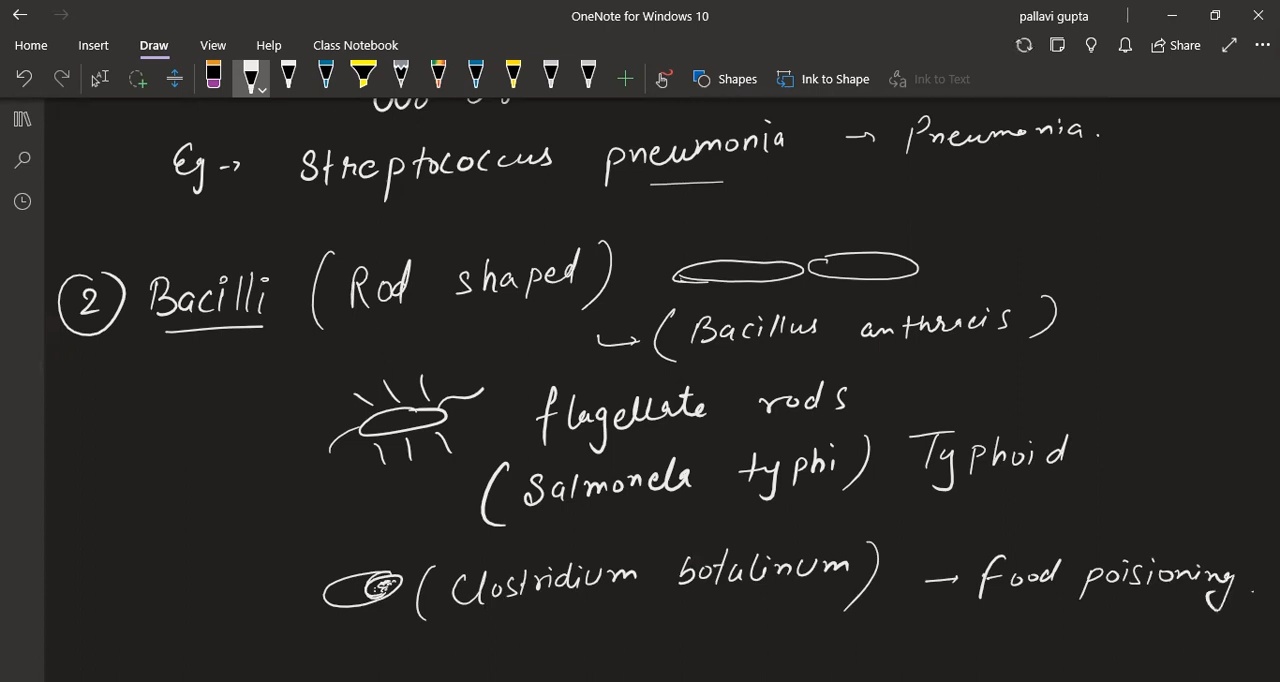 OneNote for Windows 10
pallavi gupta
Home Insert Draw View Help Class Notebook
Share
Shapes Ink to Shape Ink to Text
Eg → Streptococcus pneumonia → Pneumonia.
2 Bacilli (Rod shaped)
(Bacillus anthracis)
flagellate rods
(Salmonela typhi) Typhoid
(Clostridium botulinum) → food poisioning.